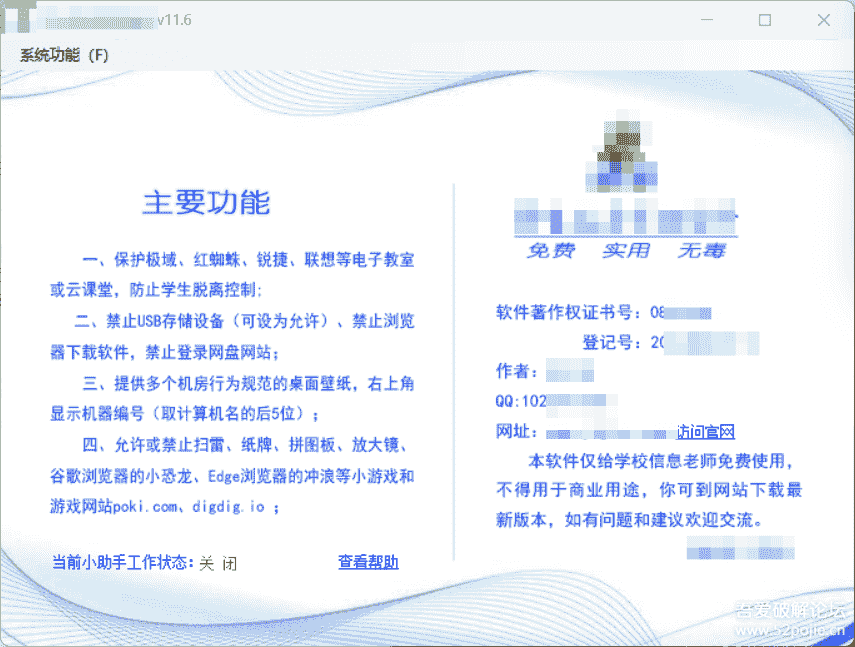 v11.6
系统功能 (F)
主要功能
一、保护极域、红蜘蛛、锐捷、联想等电子教室
或云课堂，防止学生脱离控制;
二、禁止USB存储设备（可设为允许）、禁止浏览
器下载软件，禁止登录网盘网站;
三、提供多个机房行为规范的桌面壁纸，右上角
显示机器编号（取计算机名的后5位）;
四、允许或禁止扫雷、纸牌、拼图板、放大镜、
谷歌浏览器的小恐龙、Edge浏览器的冲浪等小游戏和
游戏网站poki.com、digdig.io ;
当前小助手工作状态: 关 闭
查看帮助
免费 实用 无毒
软件著作权证书号: 08
登记号: 20
作者:
QQ:102
网址: 访问官网
本软件仅给学校信息老师免费使用，
不得用于商业用途，你可到网站下载最
新版本，如有问题和建议欢迎交流。
吾爱破解论坛
www.52pojie.cn